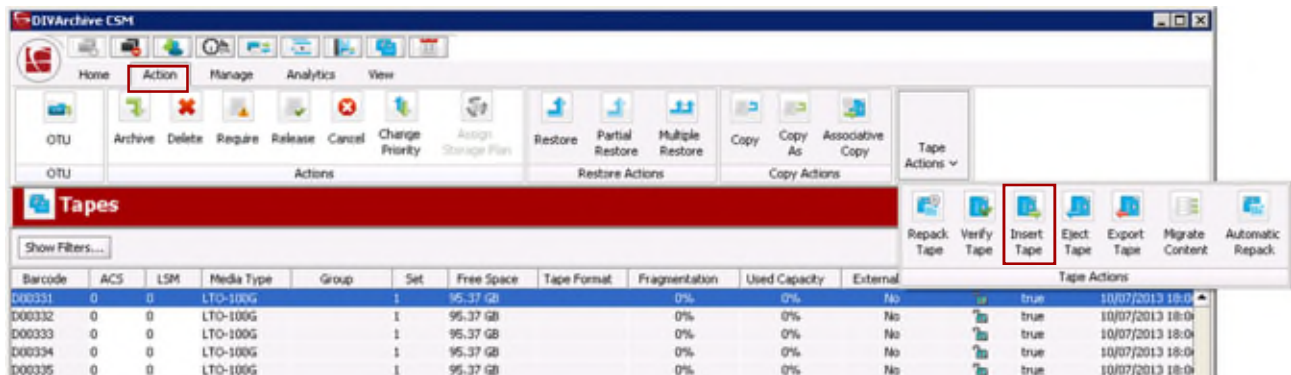 DIVArchive CSM
Home Action Manage Analytics View
OTU Archive Delete Require Release Cancel Change Priority Assign Storage Plan Restore Partial Restore Multiple Restore Copy Copy As Associative Copy Tape Actions
OTU Actions Restore Actions Copy Actions
Tapes
Repack Tape Verify Tape Insert Tape Eject Tape Export Tape Migrate Content Automatic Repack
Show Filters...
Tape Actions
Barcode ACS LSM Media Type Group Set Free Space Tape Format Fragmentation Used Capacity External
D00331 0 0 LTO-100G 1 95.37 GB 0% 0% No true 10/07/2013 18:0
D00332 0 0 LTO-100G 1 95.37 GB 0% 0% No true 10/07/2013 18:0
D00333 0 0 LTO-100G 1 95.37 GB 0% 0% No true 10/07/2013 18:0
D00334 0 0 LTO-100G 1 95.37 GB 0% 0% No true 10/07/2013 18:0
D00335 0 0 LTO-100G 1 95.37 GB 0% 0% No true 10/07/2013 18:0